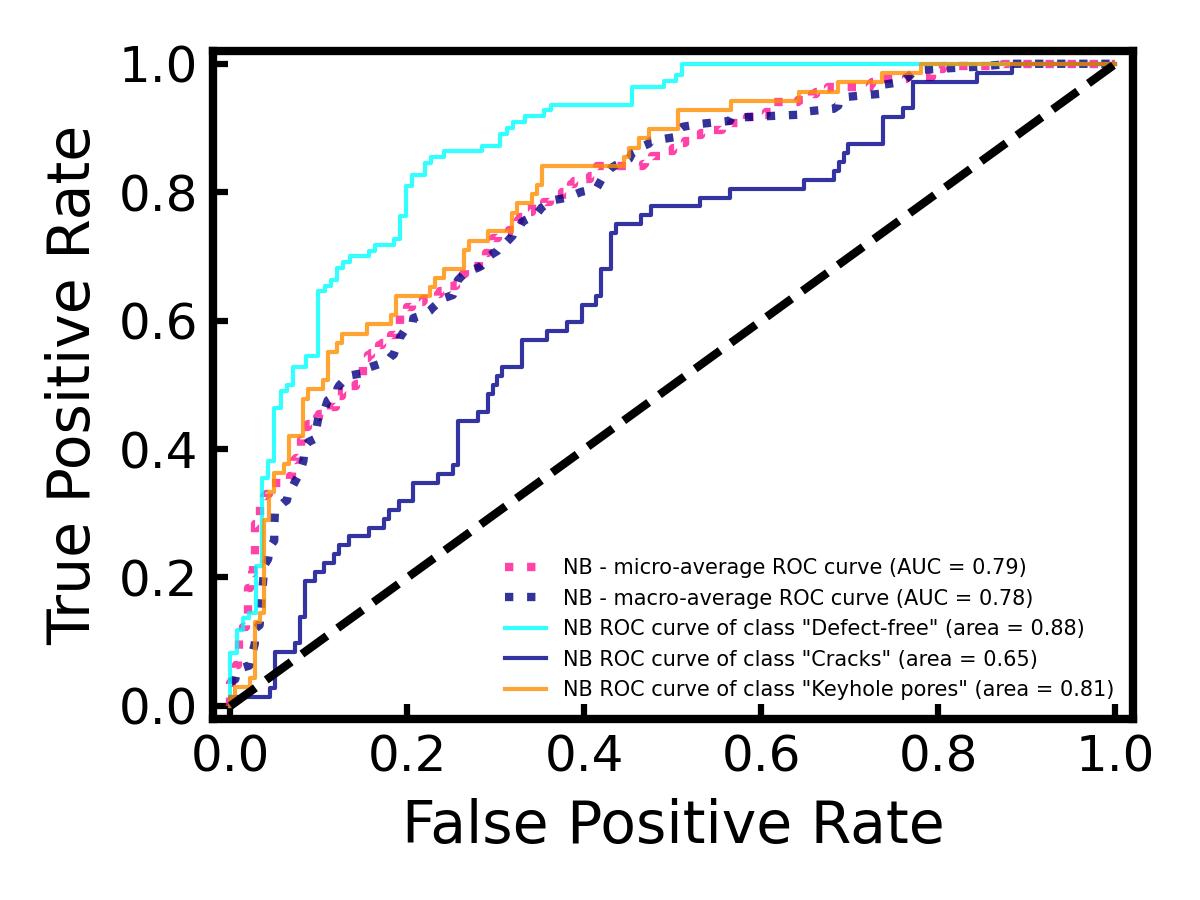 1.0
0.8
0.6
0.4
0.2
0.0
True Positive Rate
NB - micro-average ROC curve (AUC = 0.79)
NB - macro-average ROC curve (AUC = 0.78)
NB ROC curve of class "Defect-free" (area = 0.88)
NB ROC curve of class "Cracks" (area = 0.65)
NB ROC curve of class "Keyhole pores" (area = 0.81)
0.0 0.2 0.4 0.6 0.8 1.0
False Positive Rate